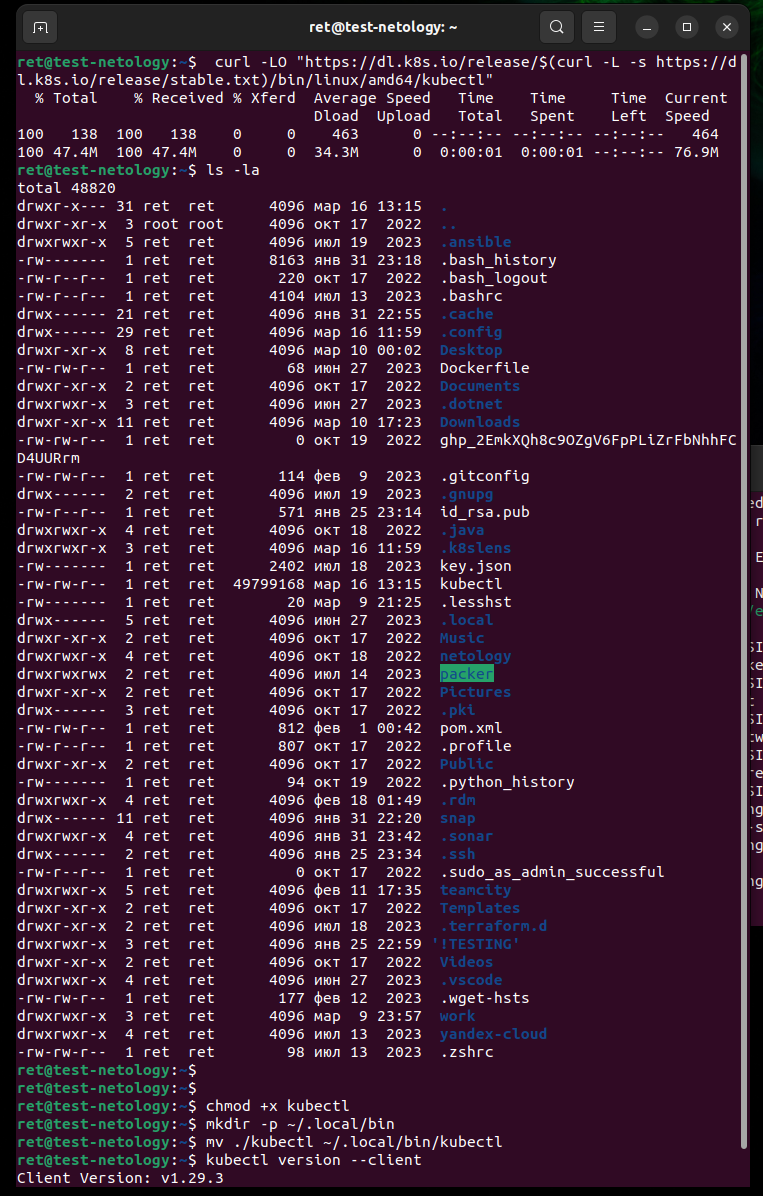 ret@test-netology: ~
ret@test-netology:~$  curl -LO "https://dl.k8s.io/release/$(curl -L -s https://d
l.k8s.io/release/stable.txt)/bin/linux/amd64/kubectl"
  % Total    % Received % Xferd  Average Speed   Time    Time     Time  Current
                                 Dload  Upload   Total   Spent    Left  Speed
100   138  100   138    0     0    463      0 --:--:-- --:--:-- --:--:--   464
100 47.4M  100 47.4M    0     0  34.3M      0  0:00:01  0:00:01 --:--:-- 76.9M
ret@test-netology:~$ ls -la
total 48820
drwxr-x--- 31 ret  ret      4096 мар 16 13:15  .
drwxr-xr-x  3 root root     4096 окт 17  2022  ..
drwxrwxr-x  5 ret  ret      4096 июл 19  2023  .ansible
-rw-------  1 ret  ret      8163 янв 31 23:18  .bash_history
-rw-r--r--  1 ret  ret       220 окт 17  2022  .bash_logout
-rw-r--r--  1 ret  ret      4104 июл 13  2023  .bashrc
drwx------ 21 ret  ret      4096 янв 31 22:55  .cache
drwx------ 29 ret  ret      4096 мар 16 11:59  .config
drwxr-xr-x  8 ret  ret      4096 мар 10 00:02  Desktop
-rw-rw-r--  1 ret  ret        68 июн 27  2023  Dockerfile
drwxr-xr-x  2 ret  ret      4096 окт 17  2022  Documents
drwxrwxr-x  3 ret  ret      4096 июн 27  2023  .dotnet
drwxr-xr-x 11 ret  ret      4096 мар 10 17:23  Downloads
-rw-rw-r--  1 ret  ret         0 окт 19  2022  ghp_2EmkXQh8c9OZgV6FpPLiZrFbNhhFC
D4UURrm
-rw-rw-r--  1 ret  ret       114 фев  9  2023  .gitconfig
drwx------  2 ret  ret      4096 июл 19  2023  .gnupg
-rw-r--r--  1 ret  ret       571 янв 25 23:14  id_rsa.pub
drwxrwxr-x  4 ret  ret      4096 окт 18  2022  .java
drwxrwxr-x  3 ret  ret      4096 мар 16 11:59  .k8slens
-rw-------  1 ret  ret      2402 июл 18  2023  key.json
-rw-rw-r--  1 ret  ret  49799168 мар 16 13:15  kubectl
-rw-------  1 ret  ret        20 мар  9 21:25  .lesshst
drwx------  5 ret  ret      4096 июн 27  2023  .local
drwxr-xr-x  2 ret  ret      4096 окт 17  2022  Music
drwxrwxr-x  4 ret  ret      4096 окт 18  2022  netology
drwxrwxrwx  2 ret  ret      4096 июл 14  2023  packer
drwxr-xr-x  2 ret  ret      4096 окт 17  2022  Pictures
drwx------  3 ret  ret      4096 окт 17  2022  .pki
-rw-rw-r--  1 ret  ret       812 фев  1 00:42  pom.xml
-rw-r--r--  1 ret  ret       807 окт 17  2022  .profile
drwxr-xr-x  2 ret  ret      4096 окт 17  2022  Public
-rw-------  1 ret  ret        94 окт 19  2022  .python_history
drwxrwxr-x  4 ret  ret      4096 фев 18 01:49  .rdm
drwx------ 11 ret  ret      4096 янв 31 22:20  snap
drwxrwxr-x  4 ret  ret      4096 янв 31 23:42  .sonar
drwx------  2 ret  ret      4096 янв 25 23:34  .ssh
-rw-r--r--  1 ret  ret         0 окт 17  2022  .sudo_as_admin_successful
drwxrwxr-x  5 ret  ret      4096 фев 11 17:35  teamcity
drwxr-xr-x  2 ret  ret      4096 окт 17  2022  Templates
drwxr-xr-x  2 ret  ret      4096 июл 18  2023  .terraform.d
drwxrwxr-x  3 ret  ret      4096 янв 25 22:59 '!TESTING'
drwxr-xr-x  2 ret  ret      4096 окт 17  2022  Videos
drwxrwxr-x  4 ret  ret      4096 июн 27  2023  .vscode
-rw-rw-r--  1 ret  ret       177 фев 12  2023  .wget-hsts
drwxrwxr-x  3 ret  ret      4096 мар  9 23:57  work
drwxrwxr-x  4 ret  ret      4096 июл 13  2023  yandex-cloud
-rw-rw-r--  1 ret  ret        98 июл 13  2023  .zshrc
ret@test-netology:~$
ret@test-netology:~$
ret@test-netology:~$ chmod +x kubectl
ret@test-netology:~$ mkdir -p ~/.local/bin
ret@test-netology:~$ mv ./kubectl ~/.local/bin/kubectl
ret@test-netology:~$ kubectl version --client
Client Version: v1.29.3